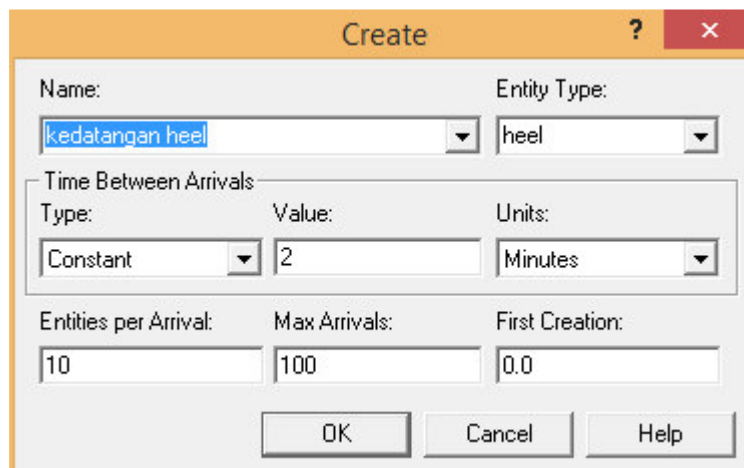 Create ? ×
Name: Entity Type:
kedatangan heel heel
Time Between Arrivals
Type: Value: Units:
Constant 2 Minutes
Entities per Arrival: Max Arrivals: First Creation:
10 100 0.0
OK Cancel Help